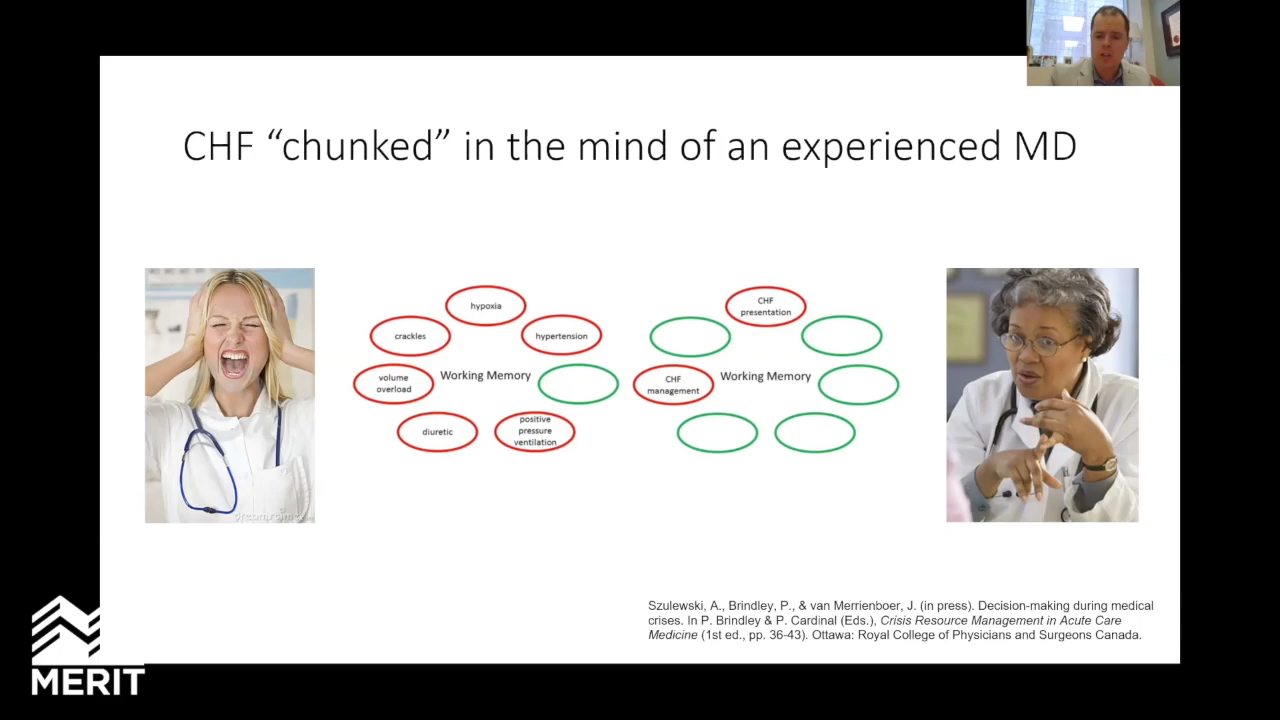 CHF “chunked” in the mind of an experienced MD
hypoxia
crackles
hypertension
volume
overload
Working Memory
diuretic
positive
pressure
ventilation
CHF
presentation
CHF
management
Working Memory
Szulewski, A., Brindley, P., & van Merrienboer, J. (in press). Decision-making during medical
crises. In P. Brindley & P. Cardinal (Eds.), Crisis Resource Management in Acute Care
Medicine (1st ed., pp. 36-43). Ottawa: Royal College of Physicians and Surgeons Canada.
MERIT